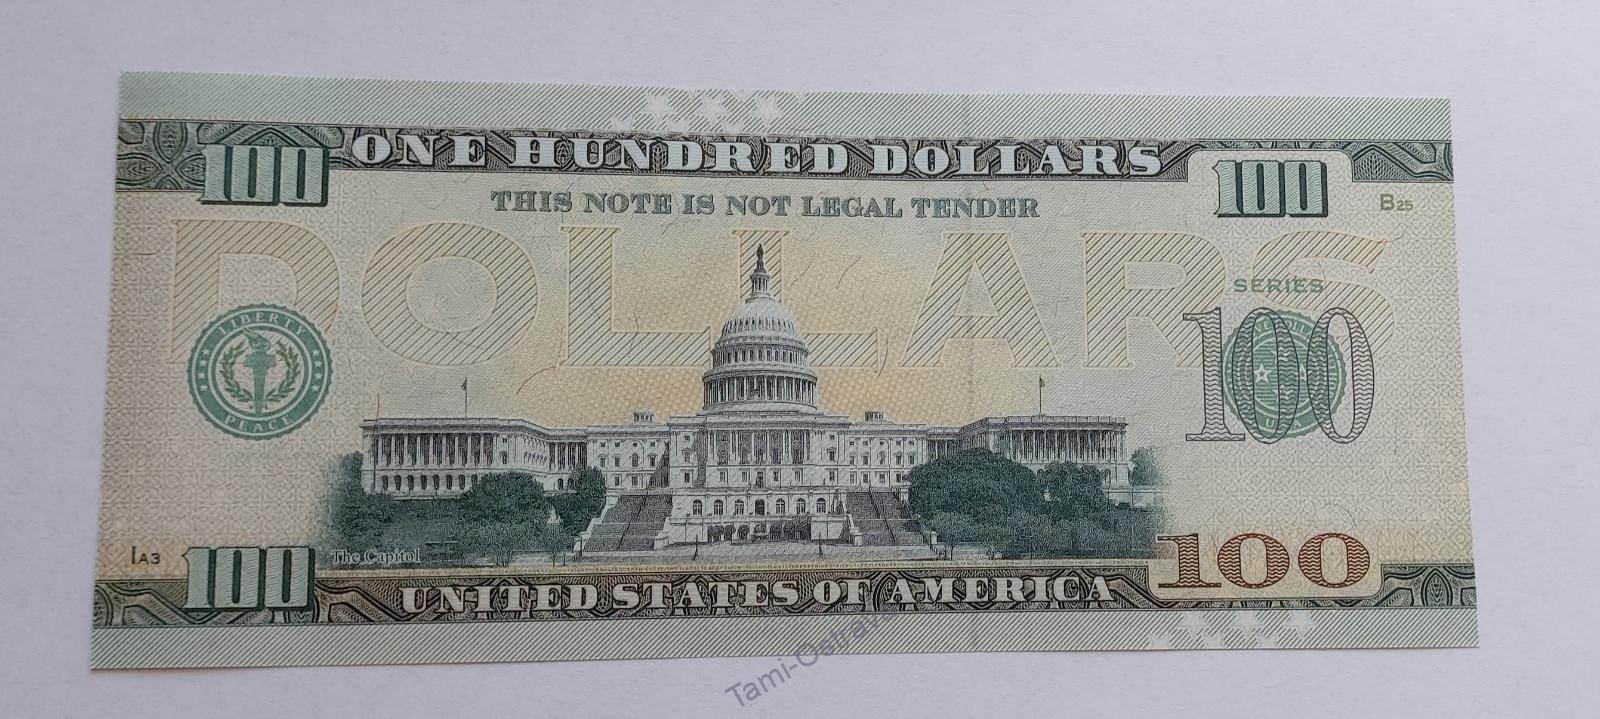 ONE HUNDRED DOLLARS
100
100
THIS NOTE IS NOT LEGAL TENDER
B25
DOLLARS
SERIES
100
LIBERTY
PEACE
USA
The Capitol
IA3
100
100
UNITED STATES OF AMERICA
Tami-Ostrava